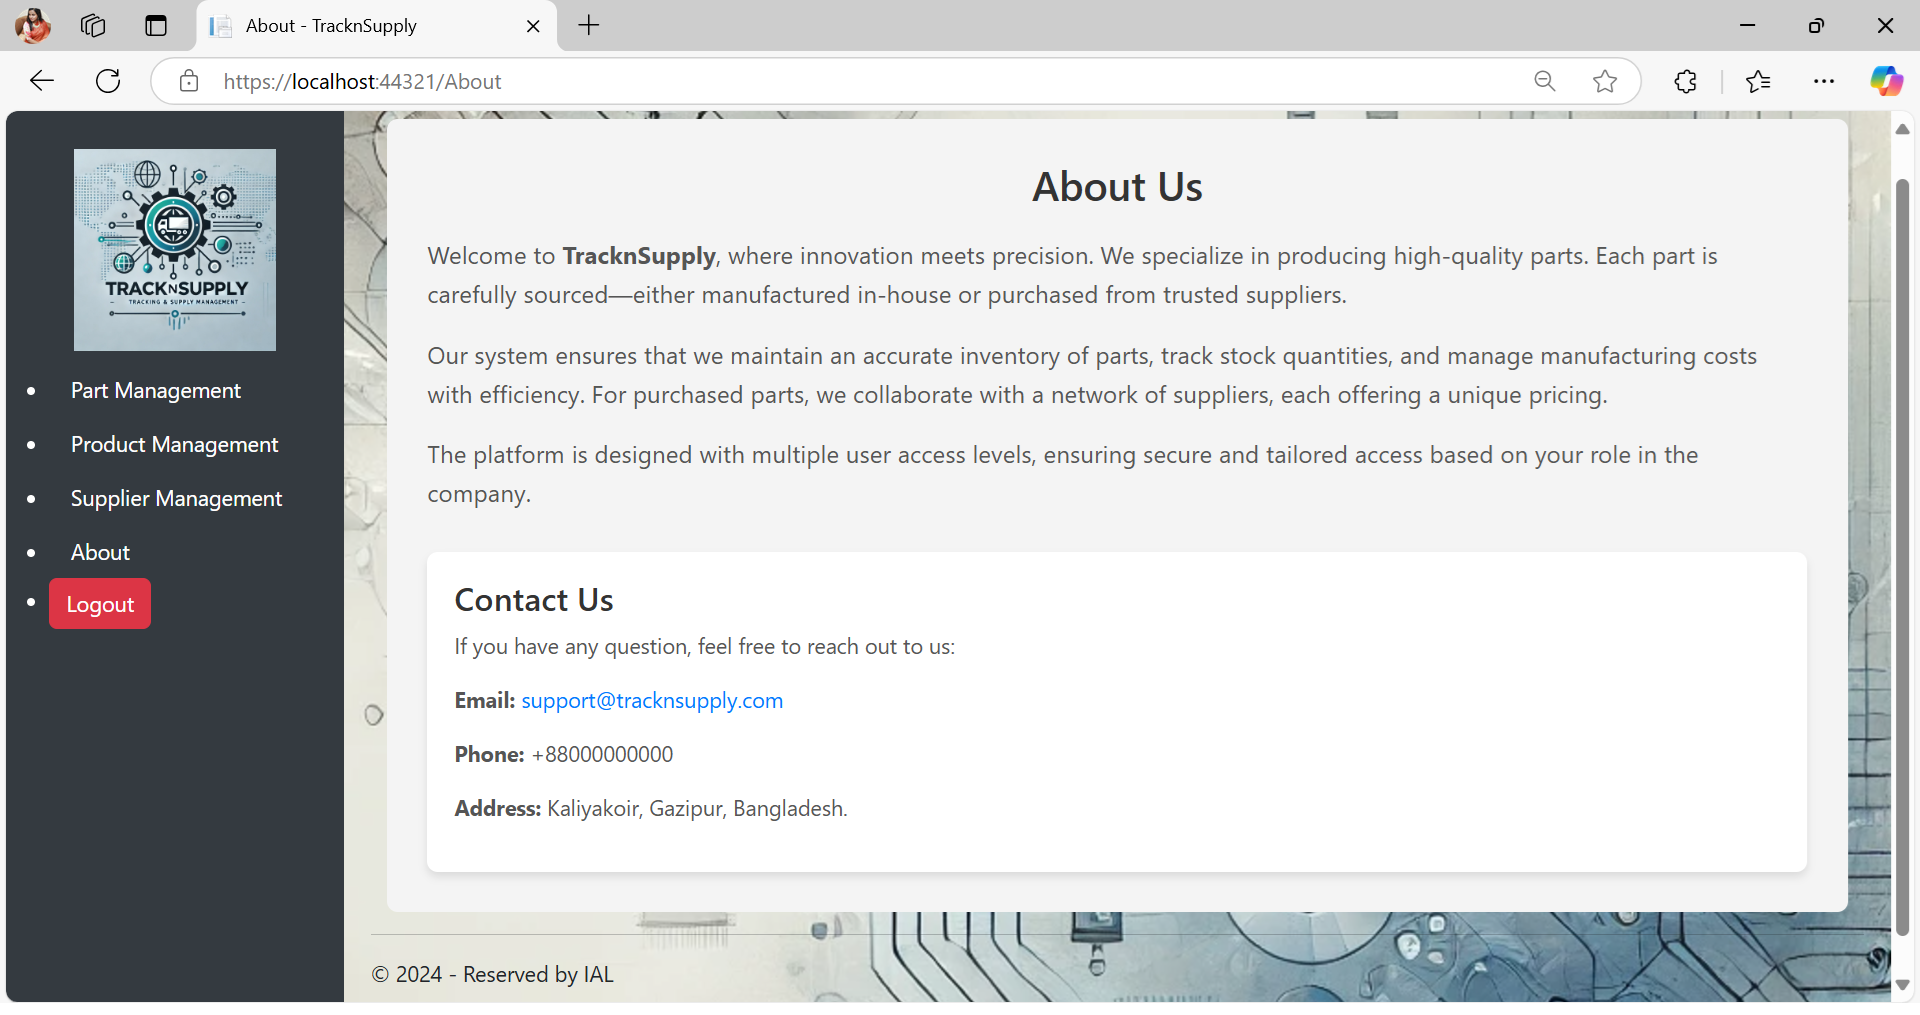 About - TracknSupply
https://localhost:44321/About
TRACKNSUPPLY
- TRACKING & SUPPLY MANAGEMENT -
Part Management
Product Management
Supplier Management
About
Logout
About Us
Welcome to TracknSupply, where innovation meets precision. We specialize in producing high-quality parts. Each part is
carefully sourced—either manufactured in-house or purchased from trusted suppliers.
Our system ensures that we maintain an accurate inventory of parts, track stock quantities, and manage manufacturing costs
with efficiency. For purchased parts, we collaborate with a network of suppliers, each offering a unique pricing.
The platform is designed with multiple user access levels, ensuring secure and tailored access based on your role in the
company.
Contact Us
If you have any question, feel free to reach out to us:
Email: support@tracknsupply.com
Phone: +88000000000
Address: Kaliyakoir, Gazipur, Bangladesh.
© 2024 - Reserved by IAL